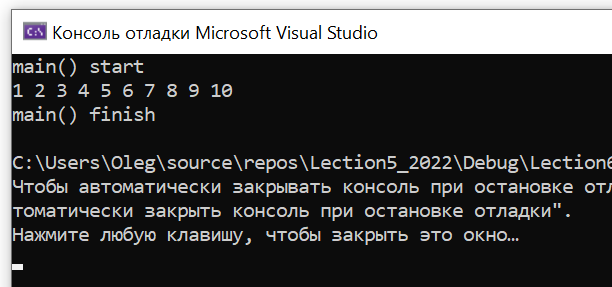 C:\
Консоль отладки Microsoft Visual Studio
main() start
1 2 3 4 5 6 7 8 9 10
main() finish
C:\Users\Oleg\source\repos\Lection5_2022\Debug\Lection6
Чтобы автоматически закрывать консоль при остановке отл
томатически закрыть консоль при остановке отладки".
Нажмите любую клавишу, чтобы закрыть это окно…